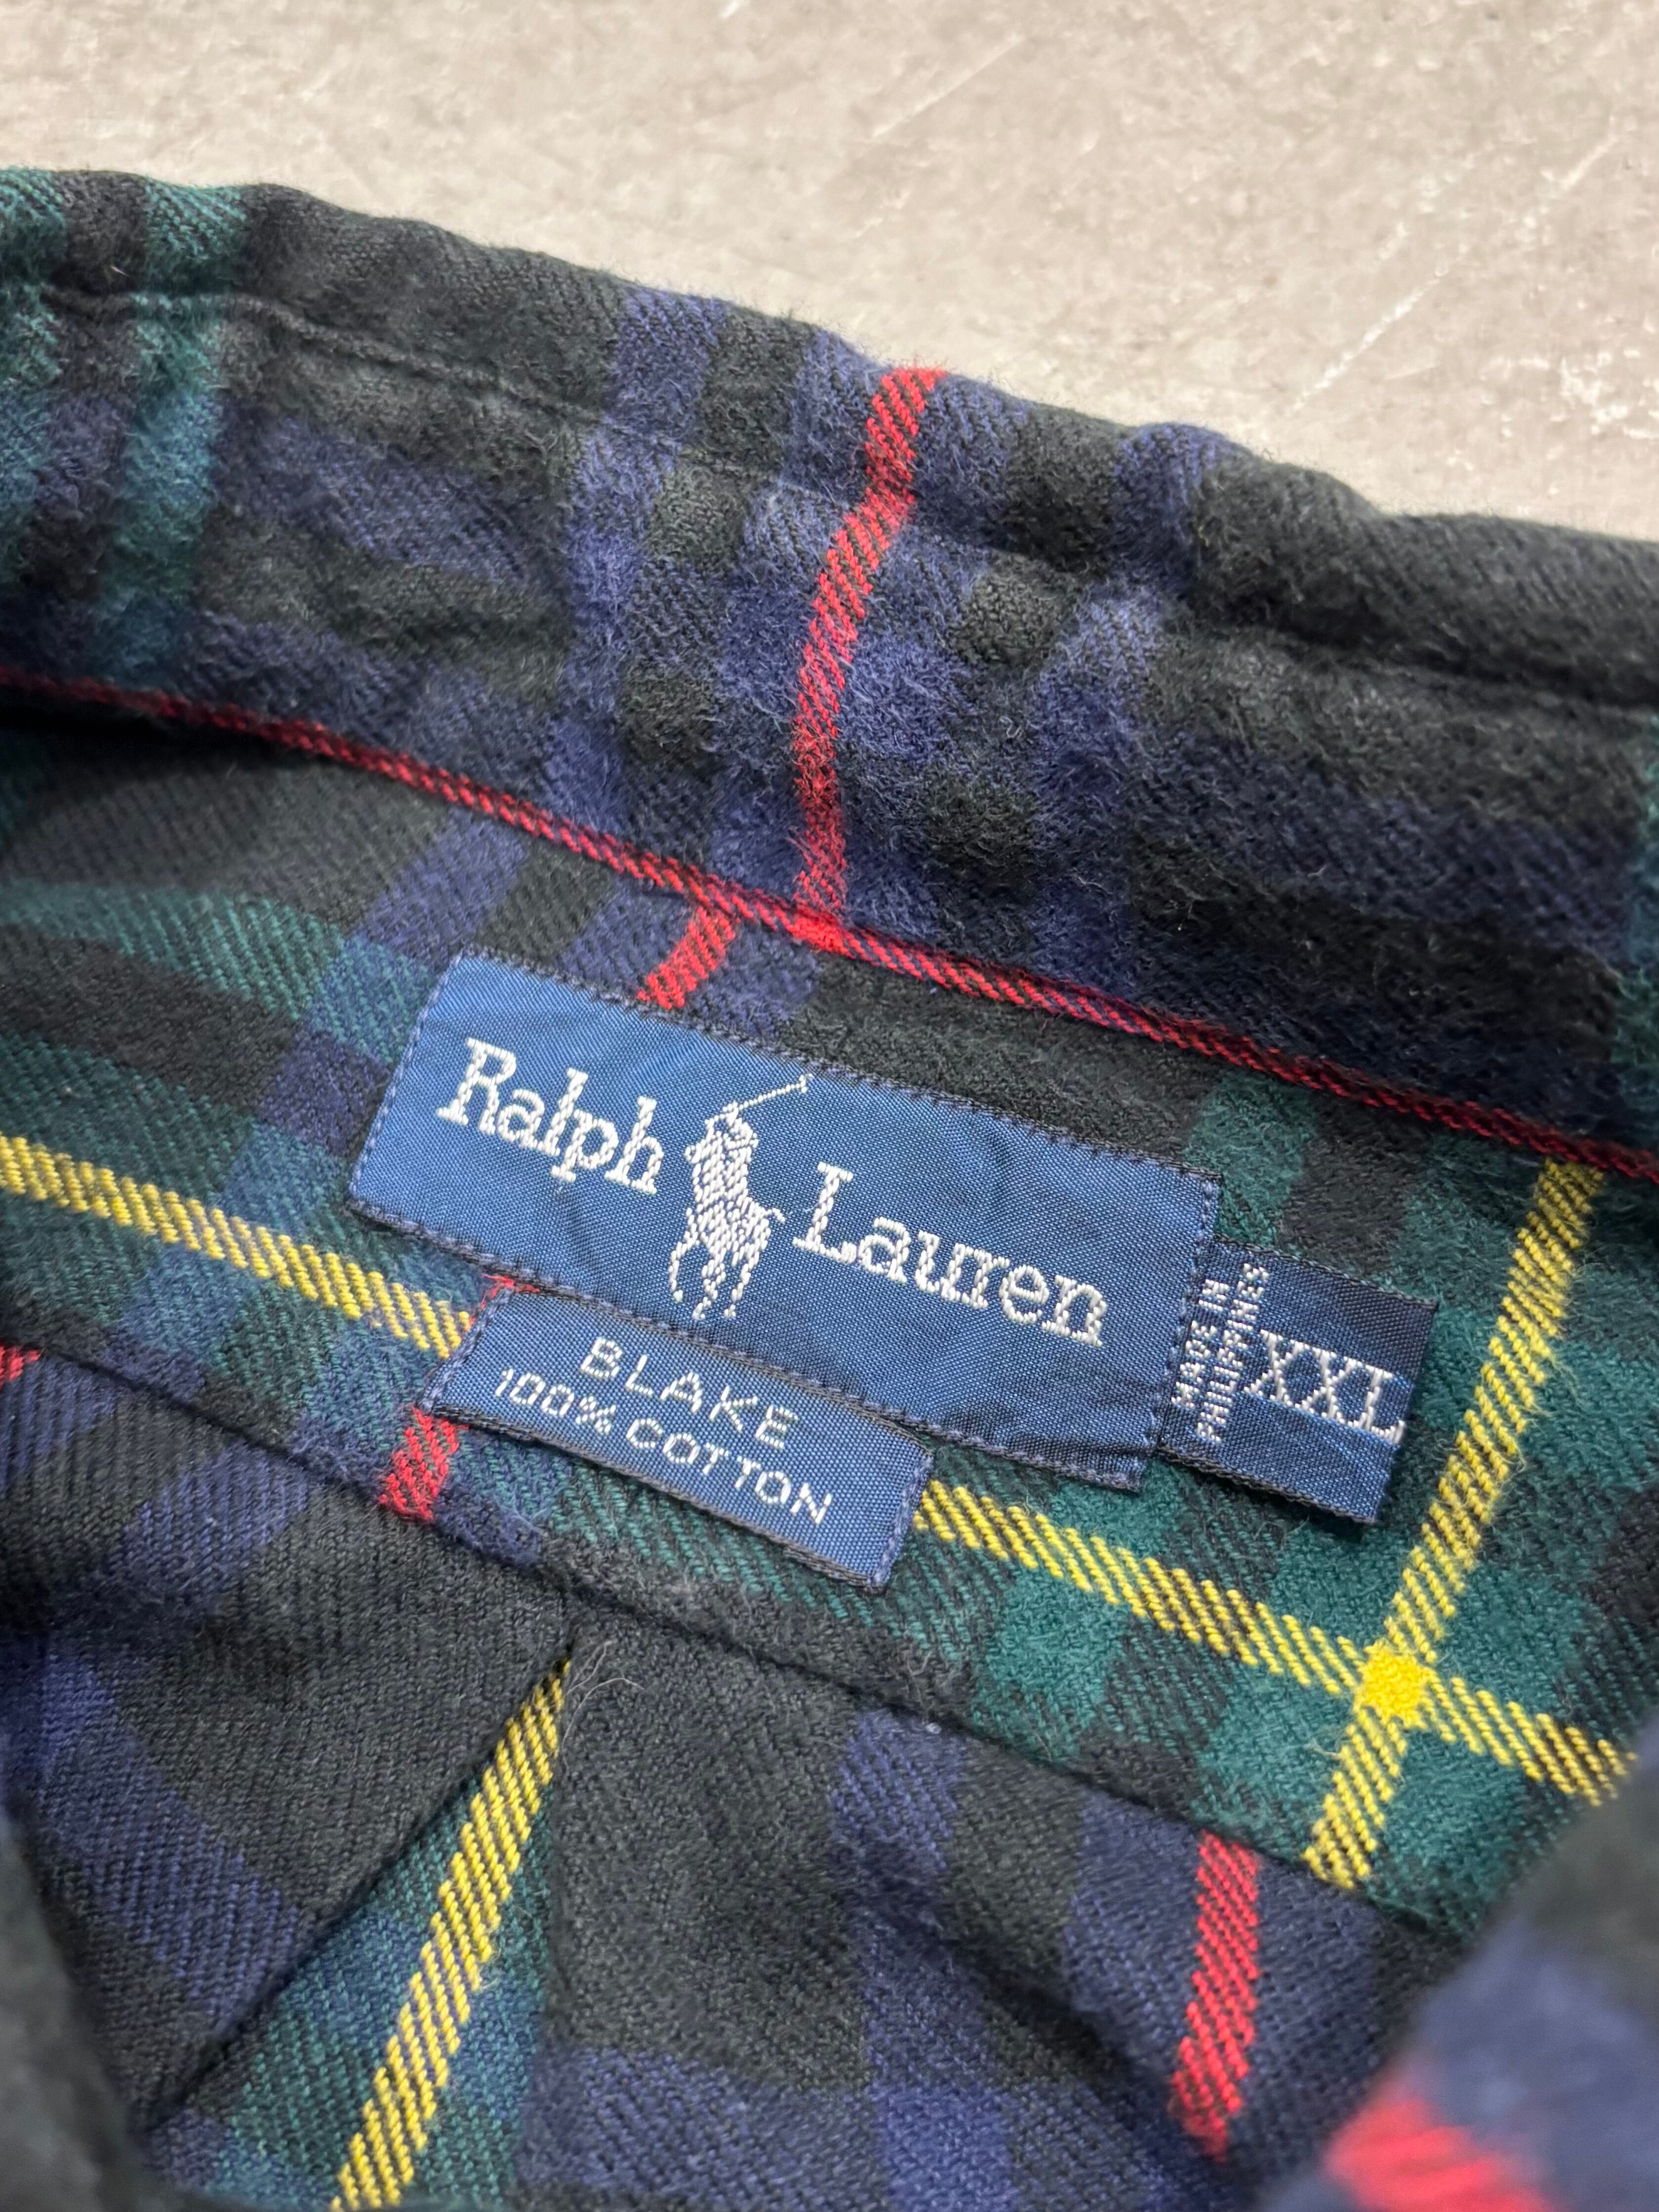 Ralph Lauren
BLAKE
100% COTTON
MADE IN
PHILIPPINES
XXL